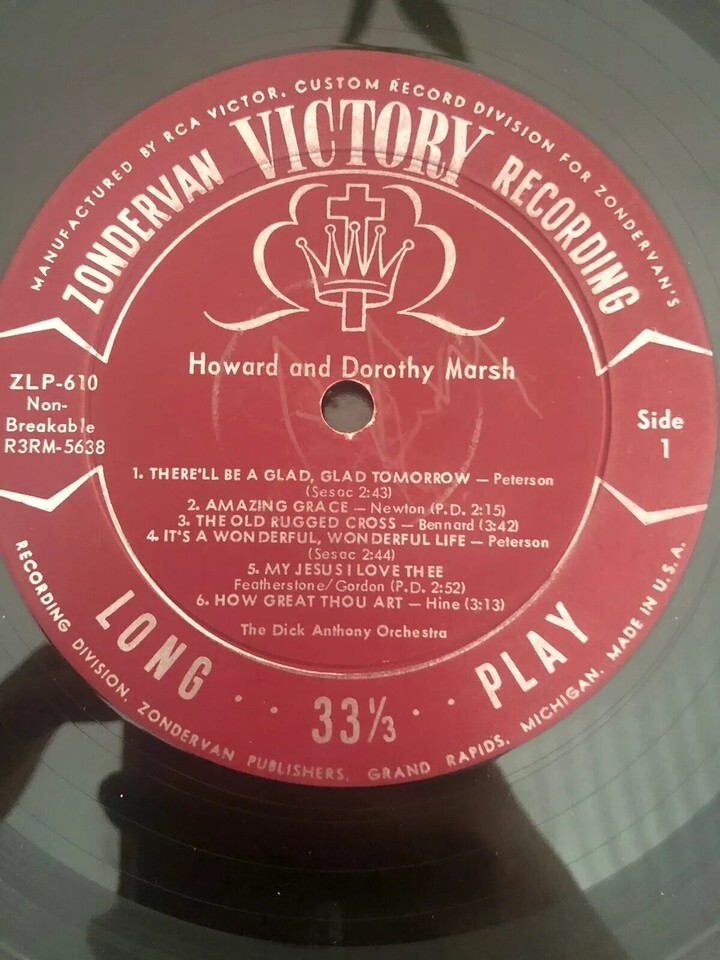 MANUFACTURED BY RCA VICTOR, CUSTOM RECORD DIVISION FOR ZONDERVAN'S
ZONDERVAN VICTORY RECORDING
Howard and Dorothy Marsh
ZLP-610
Non-
Breakable
R3RM-5638
Side
1
1. THERE'LL BE A GLAD, GLAD TOMORROW — Peterson
(Sesac 2:43)
2. AMAZING GRACE — Newton (P.D. 2:15)
3. THE OLD RUGGED CROSS — Bennard (3:42)
4. IT'S A WONDERFUL, WONDERFUL LIFE — Peterson
(Sesac 2:44)
5. MY JESUS I LOVE THEE
Featherstone/Gordon (P.D. 2:52)
6. HOW GREAT THOU ART — Hine (3:13)
The Dick Anthony Orchestra
LONG · · 33⅓ · · PLAY
RECORDING DIVISION, ZONDERVAN PUBLISHERS, GRAND RAPIDS, MICHIGAN. MADE IN U.S.A.